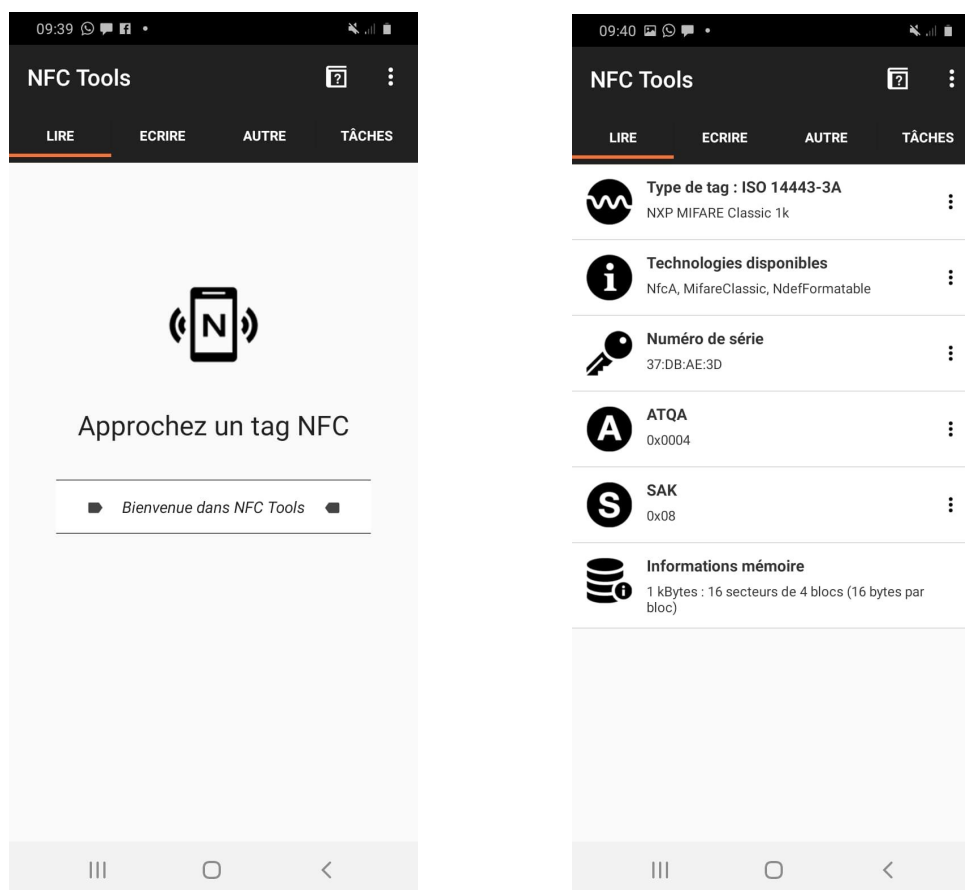 09:39
NFC Tools
LIRE ECRIRE AUTRE TÂCHES
N
Approchez un tag NFC
Bienvenue dans NFC Tools
09:40
NFC Tools
LIRE ECRIRE AUTRE TÂCHES
Type de tag : ISO 14443-3A
NXP MIFARE Classic 1k
Technologies disponibles
NfcA, MifareClassic, NdefFormatable
Numéro de série
37:DB:AE:3D
A
ATQA
0x0004
S
SAK
0x08
Informations mémoire
1 kBytes : 16 secteurs de 4 blocs (16 bytes par
bloc)